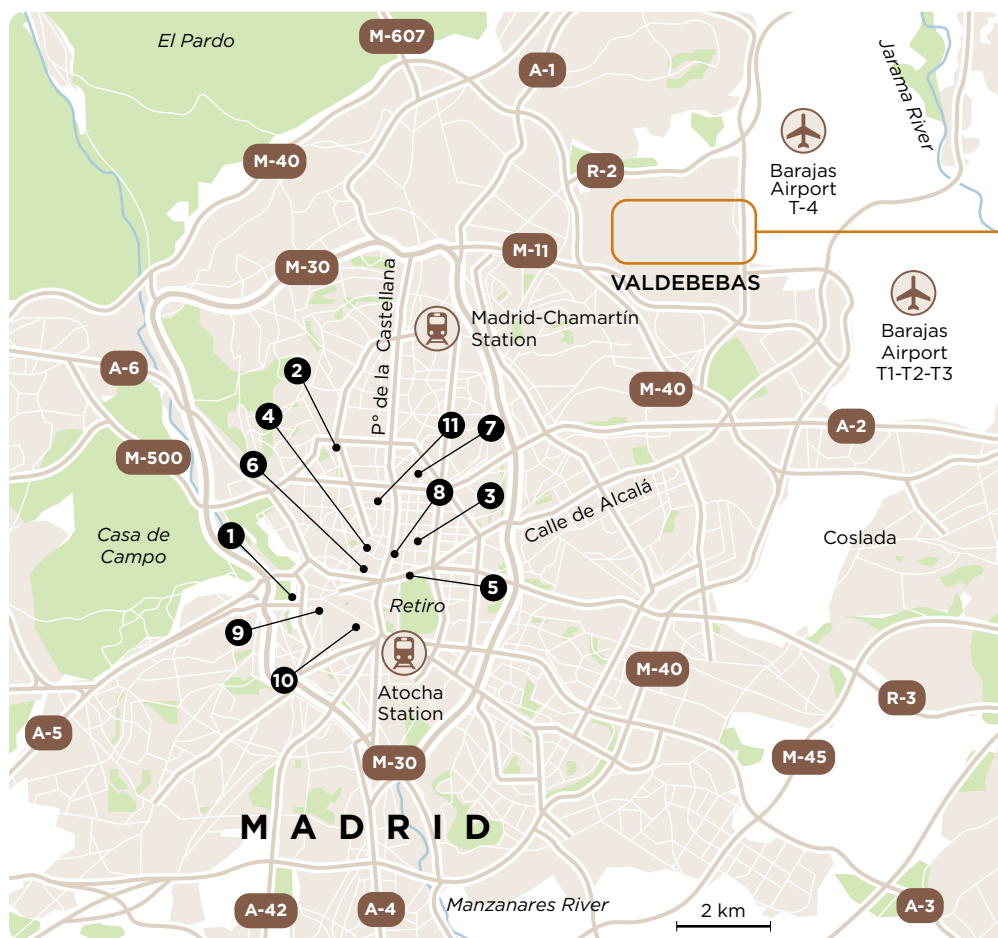 El Pardo
M-607
A-1
Jarama River
M-40
R-2
Barajas
Airport
T-4
M-30
M-11
VALDEBEBAS
Pº de la Castellana
Madrid-Chamartín
Station
Barajas
Airport
T1-T2-T3
A-6
2
M-40
4
11
7
A-2
M-500
6
8
3
Calle de Alcalá
Casa de
Campo
1
Coslada
5
Retiro
9
10
Atocha
Station
M-40
R-3
A-5
M-30
M-45
MADRID
A-42
A-4
Manzanares River
2 km
A-3